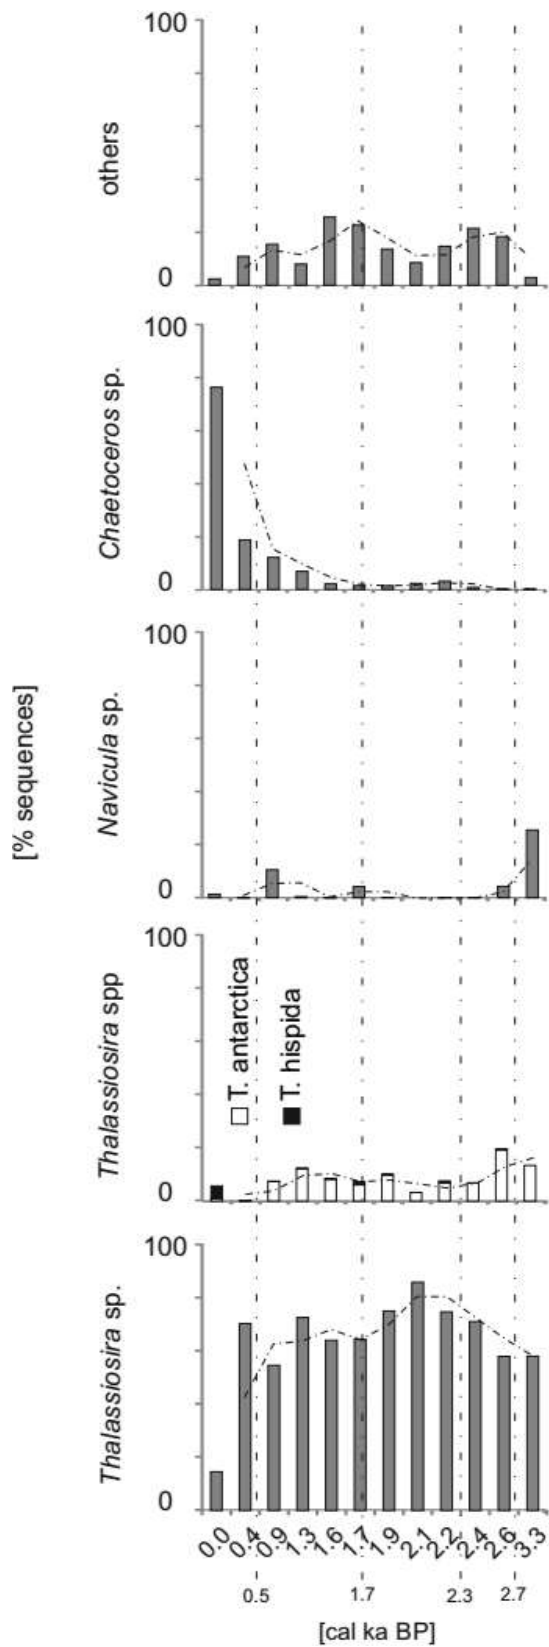 [% sequences]
others
100
0
Chaetoceros sp.
100
0
Navicula sp.
100
0
Thalassiosira spp
100
0
T. antarctica
T. hispida
Thalassiosira sp.
100
0
0.0 0.4 0.9 1.3 1.6 1.7 1.9 2.1 2.2 2.4 2.6 3.3
0.5 1.7 2.3 2.7
[cal ka BP]